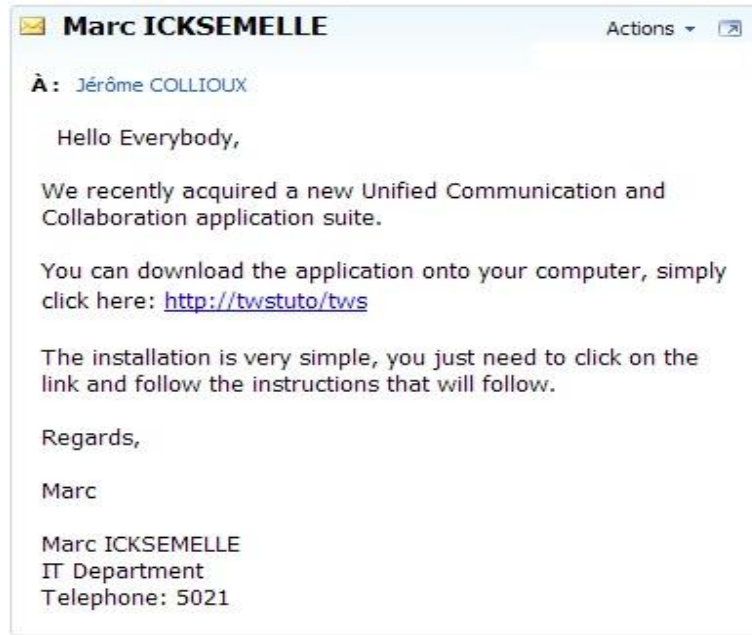 Marc ICKSEMELLE Actions
À : Jérôme COLLIOUX
Hello Everybody,
We recently acquired a new Unified Communication and
Collaboration application suite.
You can download the application onto your computer, simply
click here: http://twstuto/tws
The installation is very simple, you just need to click on the
link and follow the instructions that will follow.
Regards,
Marc
Marc ICKSEMELLE
IT Department
Telephone: 5021